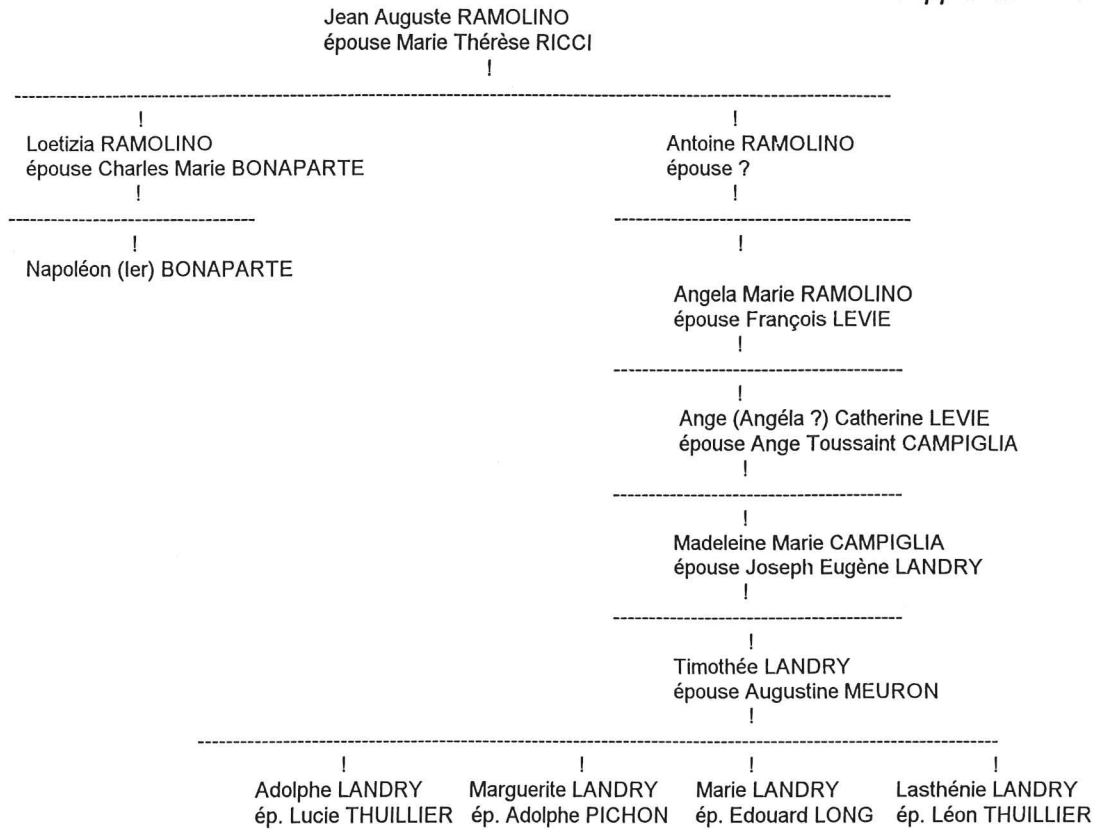 Jean Auguste RAMOLINO
épouse Marie Thérèse RICCI
!
!
!
Loetizia RAMOLINO
Antoine RAMOLINO
épouse Charles Marie BONAPARTE
épouse ?
!
!
!
!
Napoléon (Ier) BONAPARTE
Angela Marie RAMOLINO
épouse François LEVIE
!
!
Ange (Angéla ?) Catherine LEVIE
épouse Ange Toussaint CAMPIGLIA
!
!
Madeleine Marie CAMPIGLIA
épouse Joseph Eugène LANDRY
!
!
Timothée LANDRY
épouse Augustine MEURON
!
! ! ! !
Adolphe LANDRY Marguerite LANDRY Marie LANDRY Lasthénie LANDRY
ép. Lucie THUILLIER ép. Adolphe PICHON ép. Edouard LONG ép. Léon THUILLIER